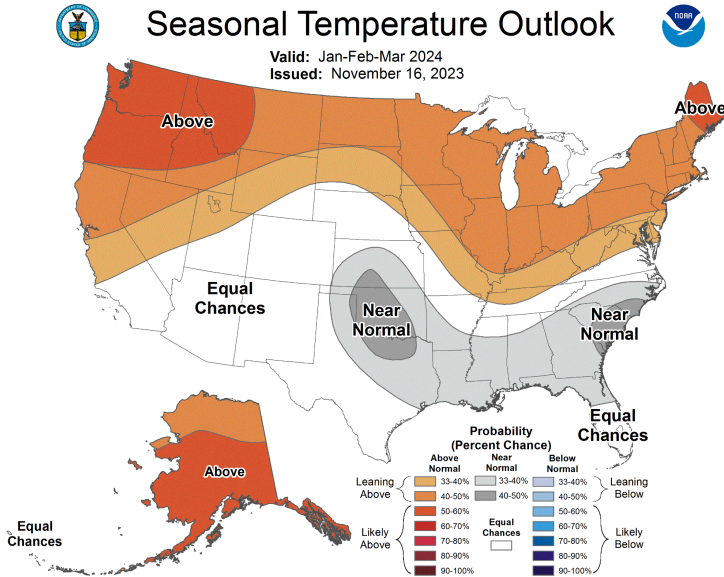 Seasonal Temperature Outlook
NOAA
Valid: Jan-Feb-Mar 2024
Issued: November 16, 2023
Above
Above
Equal
Chances
Near
Normal
Near
Normal
Equal
Chances
Above
Equal
Chances
Probability
(Percent Chance)
Above
Normal
Near
Normal
Below
Normal
Leaning
Above
33-40%
33-40%
33-40%
Leaning
Below
40-50%
40-50%
40-50%
Likely
Above
50-60%
Equal
Chances
50-60%
Likely
Below
60-70%
60-70%
70-80%
70-80%
80-90%
80-90%
90-100%
90-100%